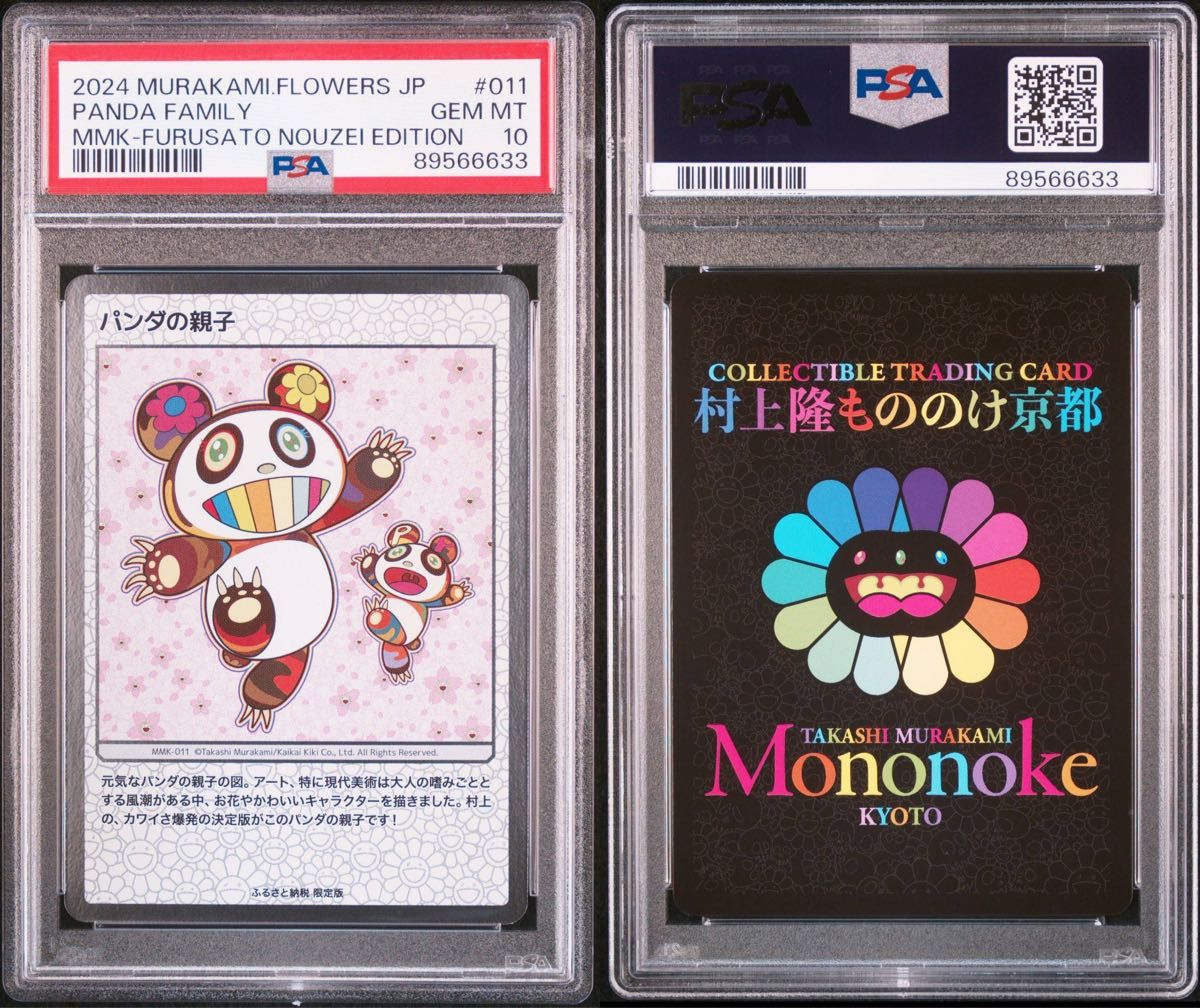 2024 MURAKAMI.FLOWERS JP #011
PANDA FAMILY GEM MT
MMK-FURUSATO NOUZEI EDITION 10
PSA 89566633
パンダの親子
MMK-011 ©Takashi Murakami/Kaikai Kiki Co., Ltd. All Rights Reserved.
元気なパンダの親子の図。アート、特に現代美術は大人の嗜みごとと
する風潮がある中、お花やかわいいキャラクターを描きました。村上
の、カワイさ爆発の決定版がこのパンダの親子です！
ふるさと納税 限定版
PSA
PSA PSA
89566633
COLLECTIBLE TRADING CARD
村上隆もののけ京都
TAKASHI MURAKAMI
Mononoke
KYOTO
PSA